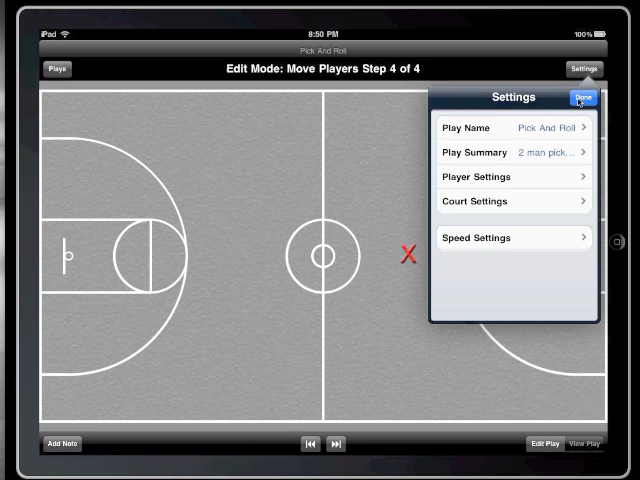 iPad 8:50 PM 100%
Pick And Roll
Plays Edit Mode: Move Players Step 4 of 4 Settings
Settings Done
Play Name Pick And Roll
Play Summary 2 man pick...
Player Settings
Court Settings
Speed Settings
X
Add Note Edit Play View Play